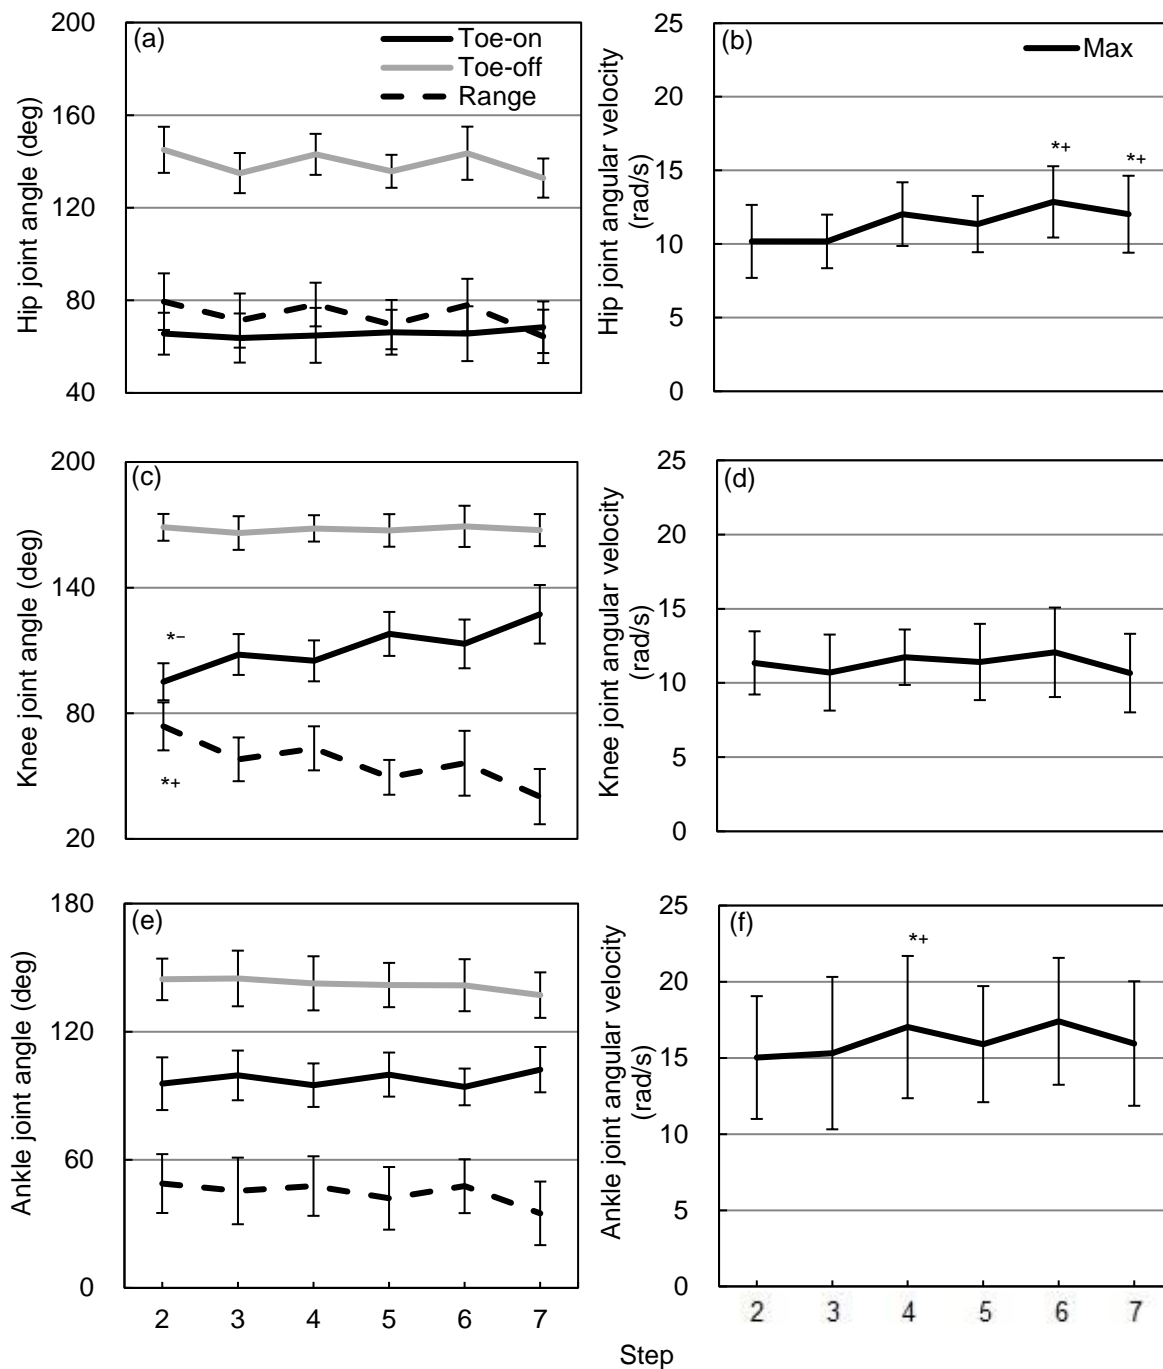 (a)
Toe-on
Toe-off
Range
200
160
120
80
40
Hip joint angle (deg)
(b)
Max
25
20
15
10
5
0
Hip joint angular velocity
(rad/s)
*+
*+
(c)
200
140
80
20
Knee joint angle (deg)
*−
*+
(d)
25
20
15
10
5
0
Knee joint angular velocity
(rad/s)
(e)
180
120
60
0
Ankle joint angle (deg)
2 3 4 5 6 7
(f)
25
20
15
10
5
0
Ankle joint angular velocity
(rad/s)
*+
2 3 4 5 6 7
Step